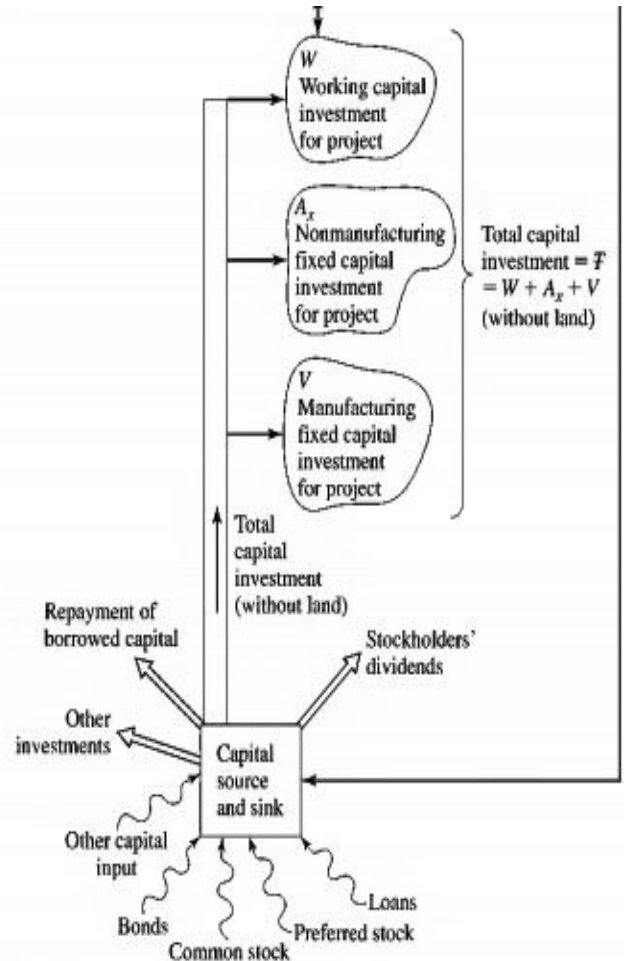 W
Working capital
investment
for project
Aₓ
Nonmanufacturing
fixed capital
investment
for project
Total capital
investment = T
= W + Aₓ + V
(without land)
V
Manufacturing
fixed capital
investment
for project
Total
capital
investment
(without land)
Repayment of
borrowed capital
Stockholders'
dividends
Other
investments
Capital
source
and sink
Other capital
input
Bonds
Common stock
Preferred stock
Loans